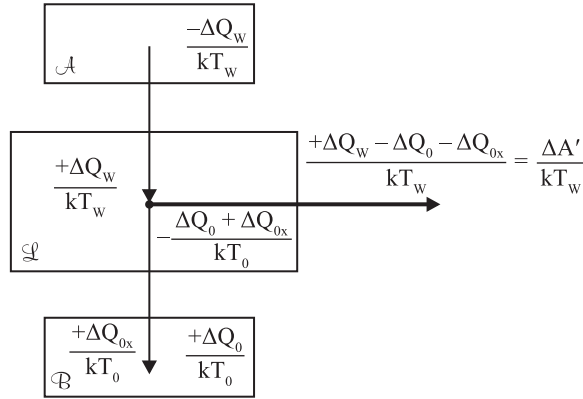 −ΔQ_W / kT_W
𝒜
+ΔQ_W / kT_W
(+ΔQ_W − ΔQ_0 − ΔQ_0x) / kT_W = ΔA′ / kT_W
−(ΔQ_0 + ΔQ_0x) / kT_0
ℒ
+ΔQ_0x / kT_0
+ΔQ_0 / kT_0
ℬ